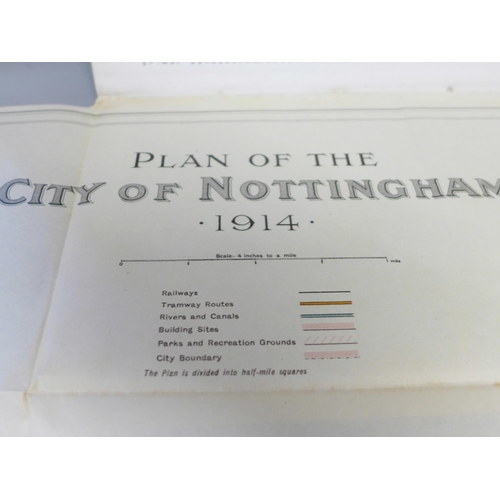 PLAN OF THE
CITY OF NOTTINGHAM
· 1914 ·
Scale - 4 inches to a mile
1 mile
Railways
Tramway Routes
Rivers and Canals
Building Sites
Parks and Recreation Grounds
City Boundary
The Plan is divided into half-mile squares